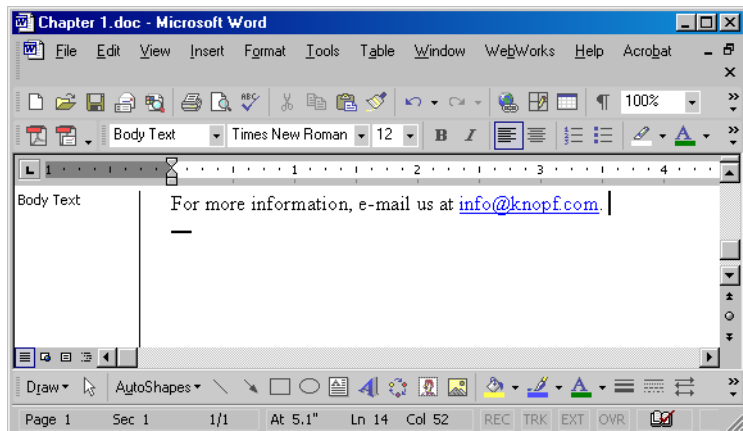 Chapter 1.doc - Microsoft Word
File Edit View Insert Format Tools Table Window WebWorks Help Acrobat
ABC 100%
Body Text Times New Roman 12 B I A
L 1 1 2 3 4
Body Text For more information, e-mail us at info@knopf.com.
Draw AutoShapes A A
Page 1 Sec 1 1/1 At 5.1" Ln 14 Col 52 REC TRK EXT OVR